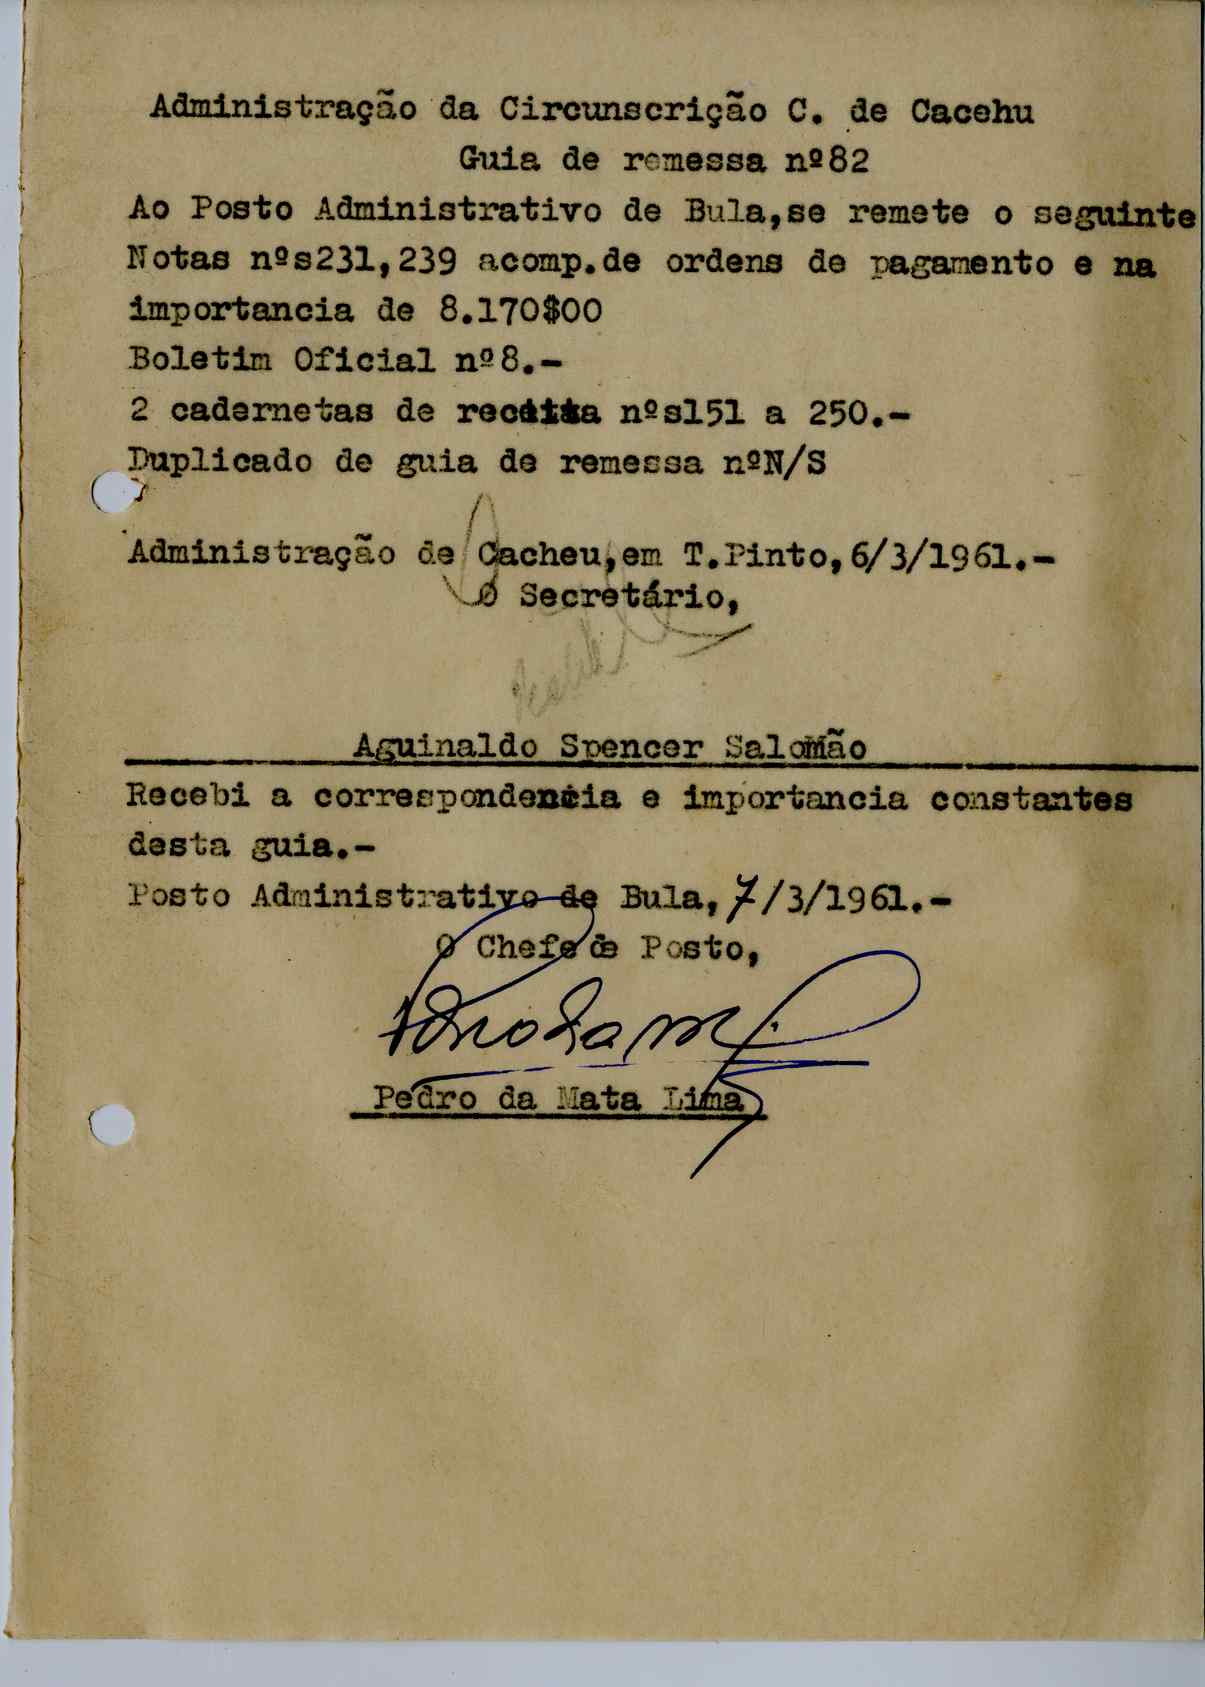 Administração da Circunscrição C. de Cacehu
Guia de remessa nº82
Ao Posto Administrativo de Bula,se remete o seguinte
Notas nºs231,239 acomp.de ordens de pagamento e na
importancia de 8.170$00
Boletim Oficial nº8.-
2 cadernetas de receita nºs151 a 250.-
Duplicado de guia de remessa nºN/S
Administração de Cacheu,em T.Pinto,6/3/1961.-
O Secretário,
Aguinaldo Spencer Salomão
Recebi a correspondencia e importancia constantes
desta guia.-
Posto Administrativo de Bula,7/3/1961.-
O Chefe de Posto,
Pedro da Mata Lima